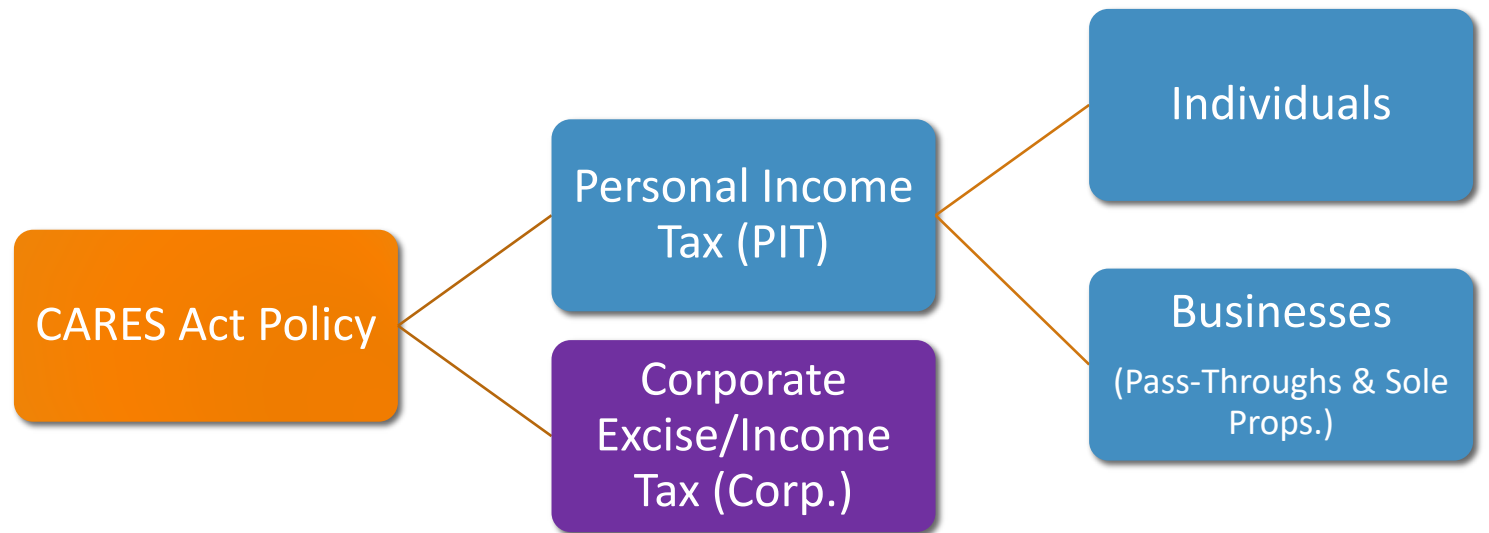 CARES Act Policy
Personal Income
Tax (PIT)
Corporate
Excise/Income
Tax (Corp.)
Individuals
Businesses
(Pass-Throughs & Sole
Props.)